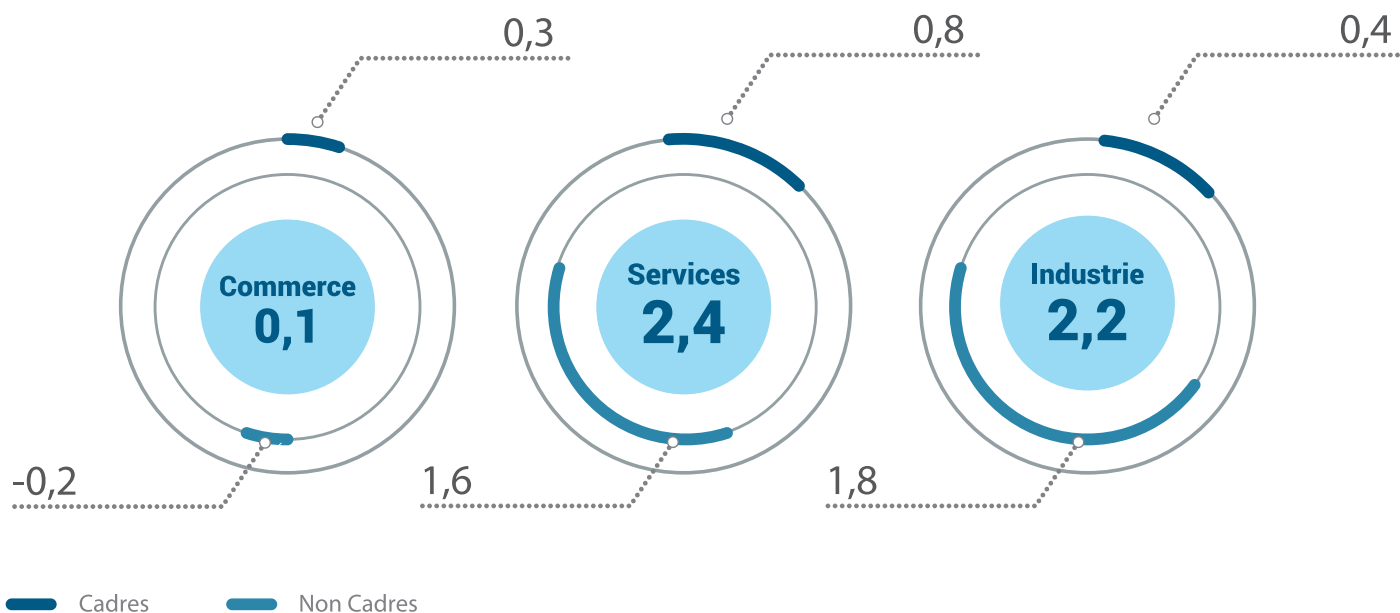 0,3
0,8
0,4
Commerce
0,1
Services
2,4
Industrie
2,2
-0,2
1,6
1,8
Cadres
Non Cadres